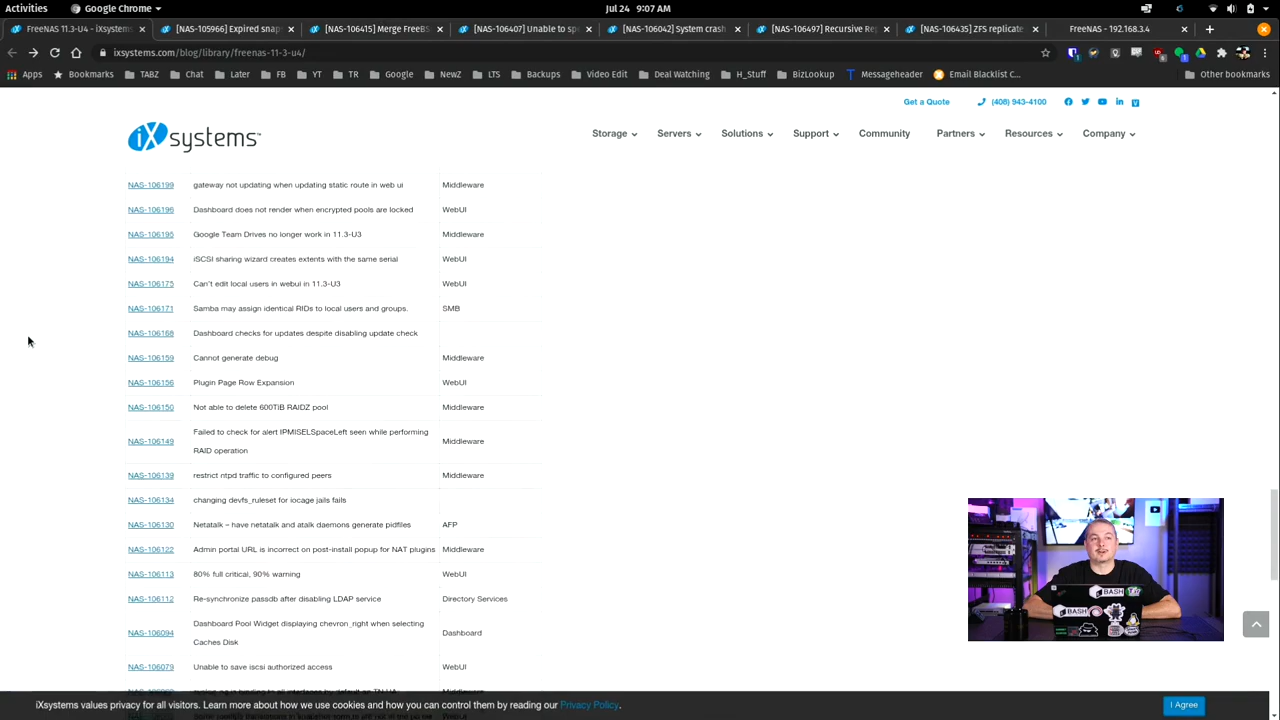 Activities
Google Chrome
Jul 24 9:07 AM
FreeNAS 11.3-U4 - iXsystems
[NAS-105966] Expired snap
[NAS-106415] Merge FreeBS
[NAS-106407] Unable to spe
[NAS-106042] System crash
[NAS-106497] Recursive Rep
[NAS-106435] ZFS replicate
FreeNAS - 192.168.3.4
ixsystems.com/blog/freenas-11-3-u4/
Apps
Bookmarks
TABZ
Chat
Later
FB
YT
TR
Google
NewZ
LTS
Backups
Video Edit
Deal Watching
H_Stuff
BizLookup
Messageheader
Email Blacklist C...
Other bookmarks
Get a Quote
(408) 943-4100
iXsystems
Storage
Servers
Solutions
Support
Community
Partners
Resources
Company
NAS-106199 gateway not updating when updating static route in web ui Middleware
NAS-106196 Dashboard does not render when encrypted pools are locked WebUI
NAS-106195 Google Team Drives no longer work in 11.3-U3 Middleware
NAS-106194 iSCSI sharing wizard creates extents with the same serial WebUI
NAS-106175 Can't edit local users in webui in 11.3-U3 WebUI
NAS-106171 Samba may assign identical RIDs to local users and groups. SMB
NAS-106168 Dashboard checks for updates despite disabling update check
NAS-106159 Cannot generate debug Middleware
NAS-106156 Plugin Page Row Expansion WebUI
NAS-106150 Not able to delete 600TiB RAIDZ pool Middleware
Failed to check for alert IPMISELSpaceLeft seen while performing
NAS-106149 Middleware
RAID operation
NAS-106139 restrict ntpd traffic to configured peers Middleware
NAS-106134 changing devfs_ruleset for iocage jails fails
NAS-106130 Netatalk – have netatalk and atalk daemons generate pidfiles AFP
NAS-106122 Admin portal URL is incorrect on post-install popup for NAT plugins Middleware
NAS-106113 80% full critical, 90% warning WebUI
NAS-106112 Re-synchronize passdb after disabling LDAP service Directory Services
Dashboard Pool Widget displaying chevron_right when selecting
NAS-106094 Dashboard
Caches Disk
NAS-106079 Unable to save iscsi authorized access WebUI
BASH
BASH
iXsystems values privacy for all visitors. Learn more about how we use cookies and how you can control them by reading our Privacy Policy.
I Agree